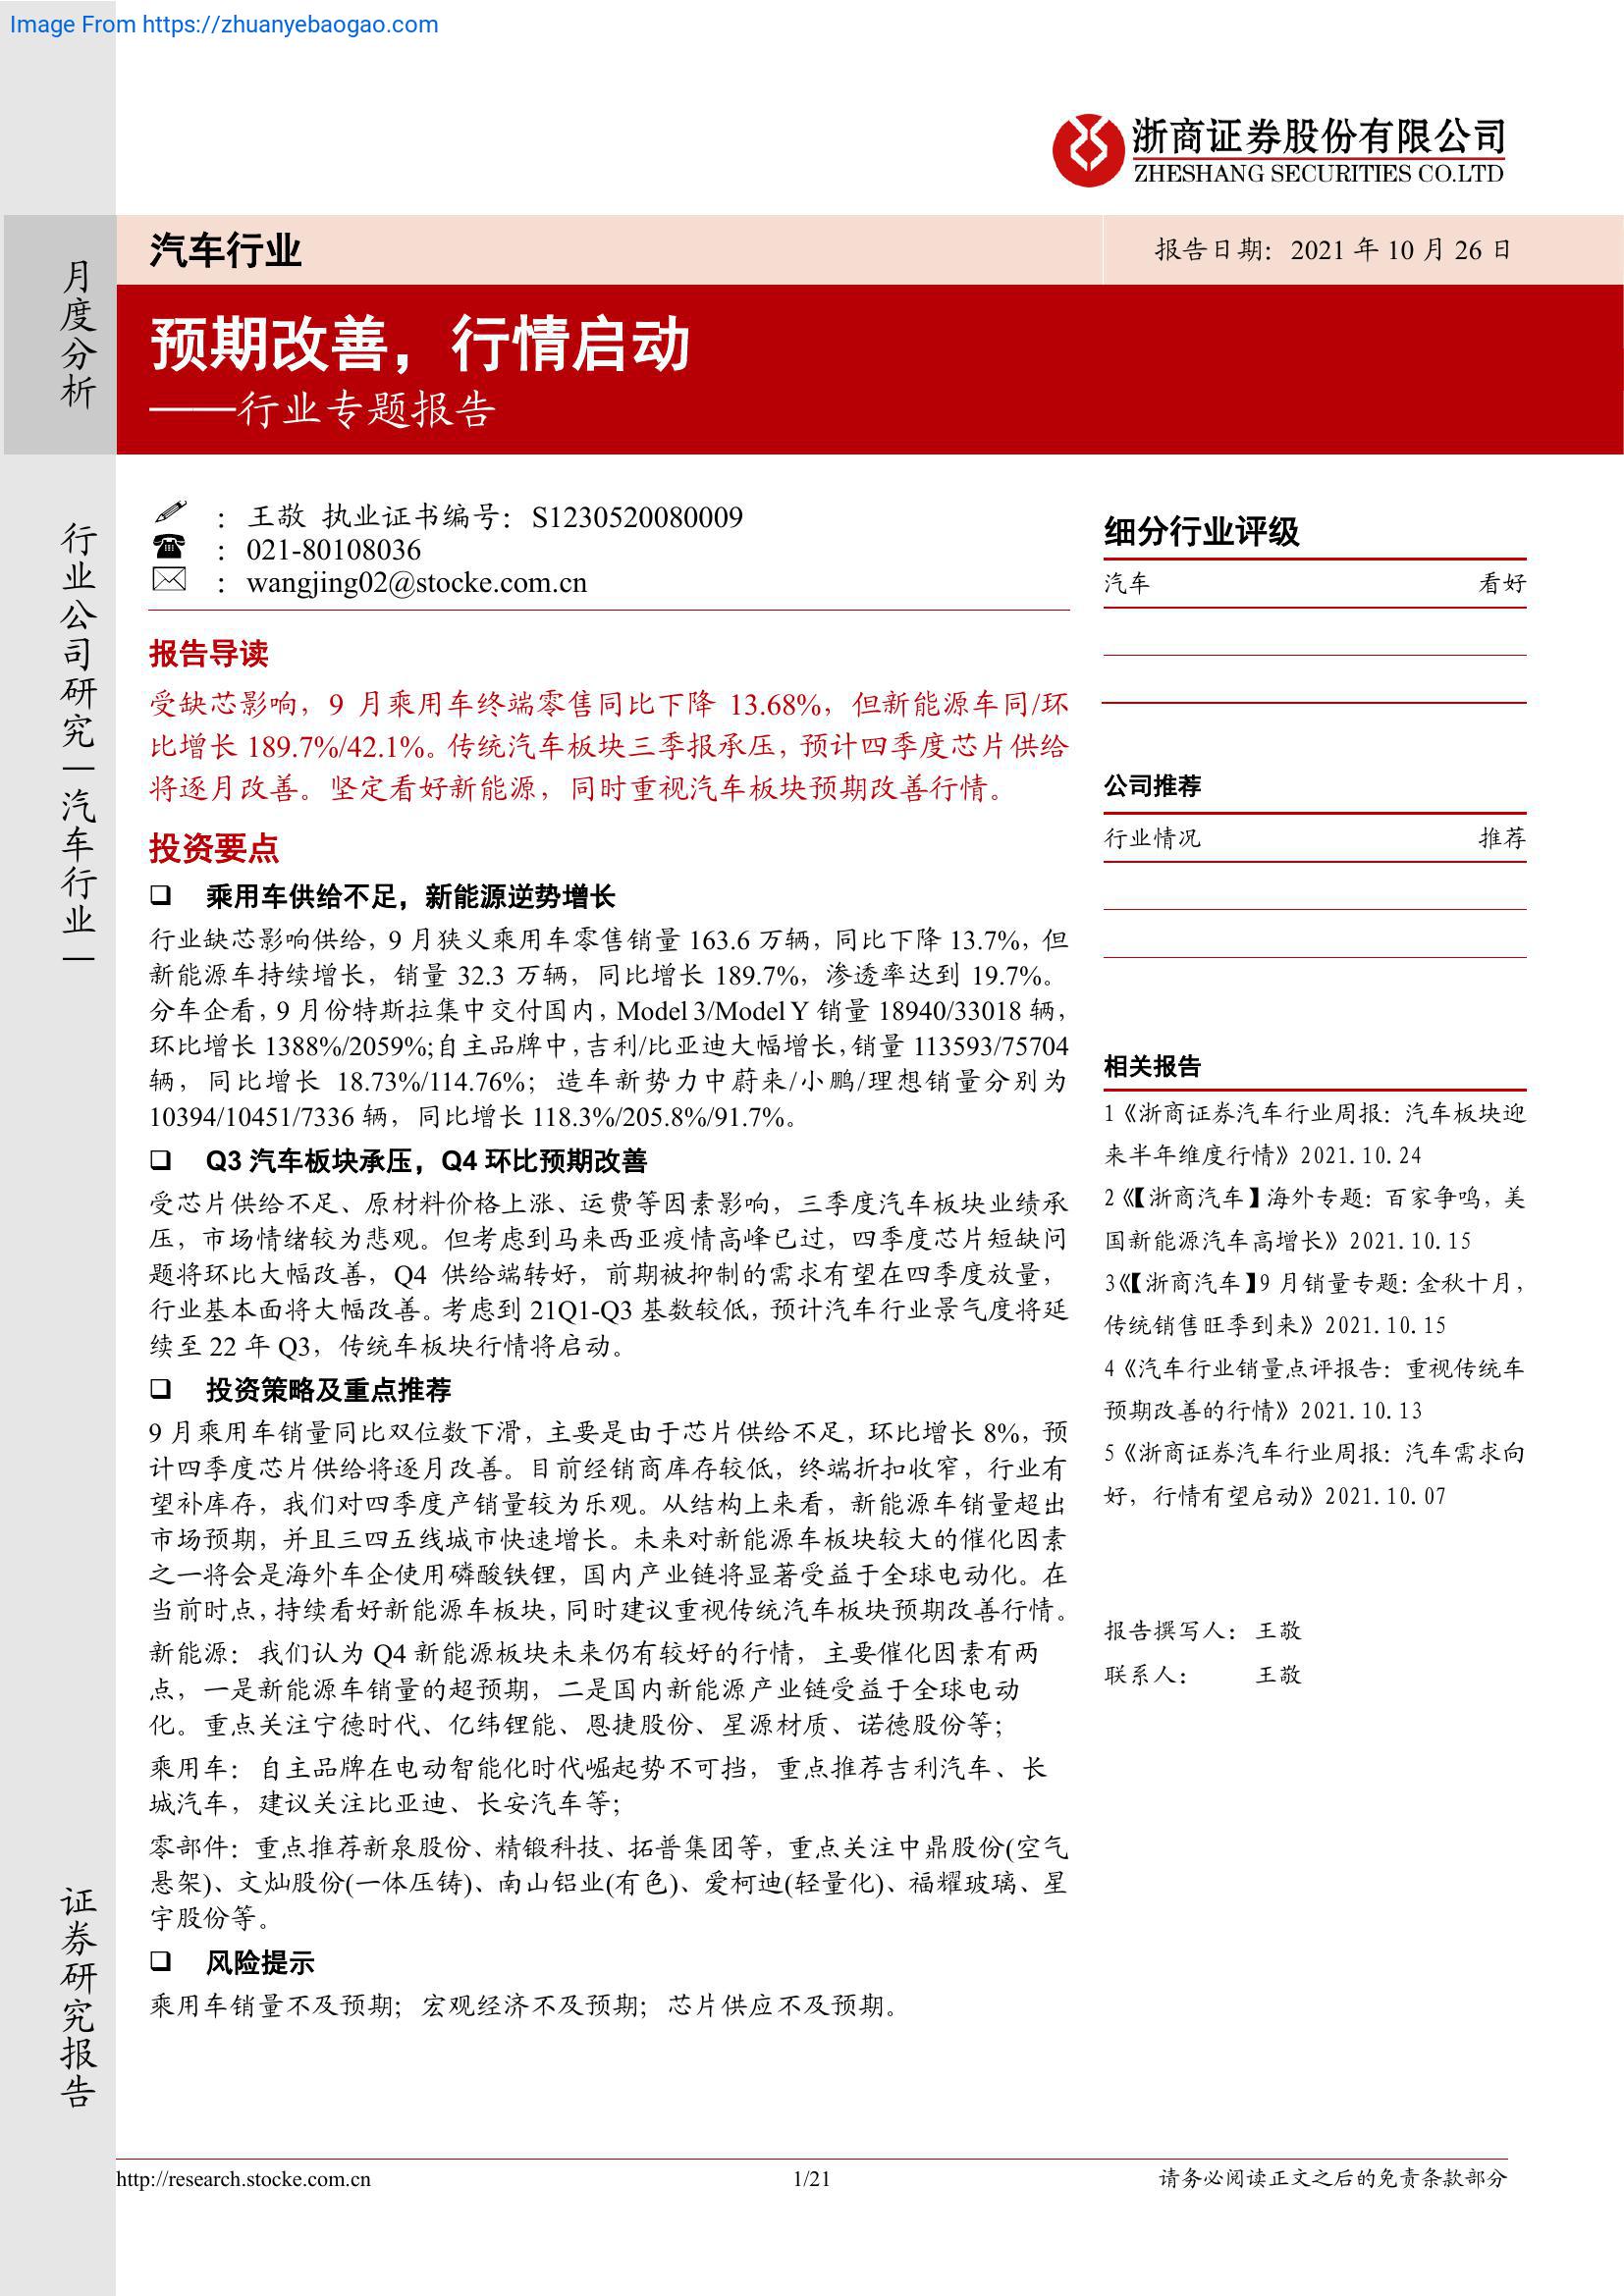 Image From https://zhuanyebaogao.com
浙商证券股份有限公司
ZHESHANG SECURITIES CO.LTD
月度分析
行业公司研究|汽车行业|
证券研究报告
汽车行业
报告日期：2021 年 10 月 26 日
预期改善，行情启动
——行业专题报告
：王敬 执业证书编号：S1230520080009
：021-80108036
：wangjing02@stocke.com.cn
报告导读
受缺芯影响，9 月乘用车终端零售同比下降 13.68%，但新能源车同/环
比增长 189.7%/42.1%。传统汽车板块三季报承压，预计四季度芯片供给
将逐月改善。坚定看好新能源，同时重视汽车板块预期改善行情。
投资要点
❑ 乘用车供给不足，新能源逆势增长
行业缺芯影响供给，9 月狭义乘用车零售销量 163.6 万辆，同比下降 13.7%，但
新能源车持续增长，销量 32.3 万辆，同比增长 189.7%，渗透率达到 19.7%。
分车企看，9 月份特斯拉集中交付国内，Model 3/Model Y 销量 18940/33018 辆，
环比增长 1388%/2059%;自主品牌中，吉利/比亚迪大幅增长，销量 113593/75704
辆，同比增长 18.73%/114.76%；造车新势力中蔚来/小鹏/理想销量分别为
10394/10451/7336 辆，同比增长 118.3%/205.8%/91.7%。
❑ Q3 汽车板块承压，Q4 环比预期改善
受芯片供给不足、原材料价格上涨、运费等因素影响，三季度汽车板块业绩承
压，市场情绪较为悲观。但考虑到马来西亚疫情高峰已过，四季度芯片短缺问
题将环比大幅改善，Q4 供给端转好，前期被抑制的需求有望在四季度放量，
行业基本面将大幅改善。考虑到 21Q1-Q3 基数较低，预计汽车行业景气度将延
续至 22 年 Q3，传统车板块行情将启动。
❑ 投资策略及重点推荐
9 月乘用车销量同比双位数下滑，主要是由于芯片供给不足，环比增长 8%，预
计四季度芯片供给将逐月改善。目前经销商库存较低，终端折扣收窄，行业有
望补库存，我们对四季度产销量较为乐观。从结构上来看，新能源车销量超出
市场预期，并且三四五线城市快速增长。未来对新能源车板块较大的催化因素
之一将会是海外车企使用磷酸铁锂，国内产业链将显著受益于全球电动化。在
当前时点，持续看好新能源车板块，同时建议重视传统汽车板块预期改善行情。
新能源：我们认为 Q4 新能源板块未来仍有较好的行情，主要催化因素有两
点，一是新能源车销量的超预期，二是国内新能源产业链受益于全球电动
化。重点关注宁德时代、亿纬锂能、恩捷股份、星源材质、诺德股份等；
乘用车：自主品牌在电动智能化时代崛起势不可挡，重点推荐吉利汽车、长
城汽车，建议关注比亚迪、长安汽车等；
零部件：重点推荐新泉股份、精锻科技、拓普集团等，重点关注中鼎股份(空气
悬架)、文灿股份(一体压铸)、南山铝业(有色)、爱柯迪(轻量化)、福耀玻璃、星
宇股份等。
❑ 风险提示
乘用车销量不及预期；宏观经济不及预期；芯片供应不及预期。
细分行业评级
汽车 看好
公司推荐
行业情况 推荐
相关报告
1《浙商证券汽车行业周报：汽车板块迎
来半年维度行情》2021.10.24
2《【浙商汽车】海外专题：百家争鸣，美
国新能源汽车高增长》2021.10.15
3《【浙商汽车】9 月销量专题：金秋十月，
传统销售旺季到来》2021.10.15
4《汽车行业销量点评报告：重视传统车
预期改善的行情》2021.10.13
5《浙商证券汽车行业周报：汽车需求向
好，行情有望启动》2021.10.07
报告撰写人：王敬
联系人： 王敬
http://research.stocke.com.cn
1/21
请务必阅读正文之后的免责条款部分